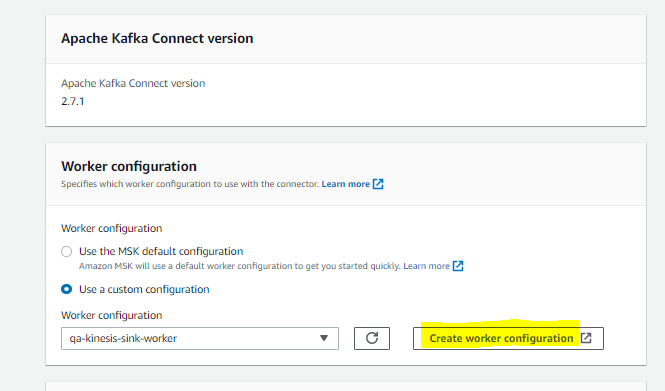 Apache Kafka Connect version
Apache Kafka Connect version
2.7.1
Worker configuration
Specifies which worker configuration to use with the connector. Learn more
Worker configuration
Use the MSK default configuration
Amazon MSK will use a default worker configuration to get you started quickly. Learn more
Use a custom configuration
Worker configuration
qa-kinesis-sink-worker
Create worker configuration